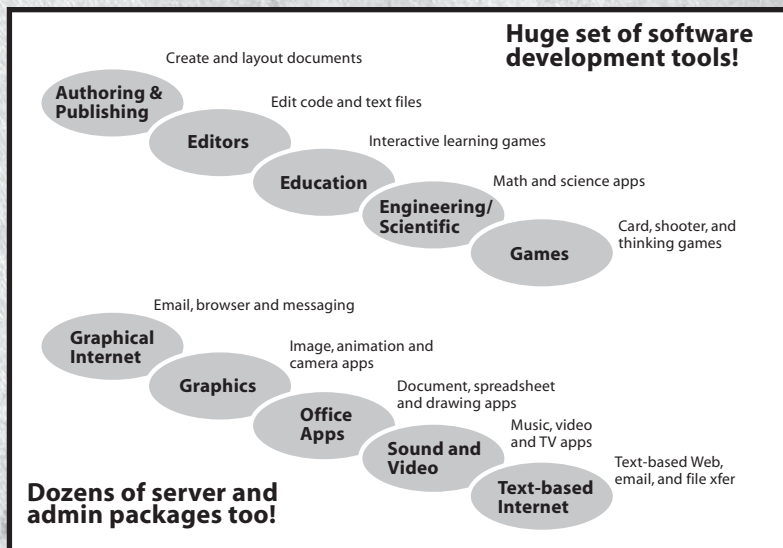 Huge set of software
development tools!
Create and layout documents
Authoring &
Publishing
Edit code and text files
Editors
Interactive learning games
Education
Math and science apps
Engineering/
Scientific
Card, shooter, and
thinking games
Games
Email, browser and messaging
Graphical
Internet
Image, animation and
camera apps
Graphics
Document, spreadsheet
and drawing apps
Office
Apps
Music, video
and TV apps
Sound and
Video
Text-based Web,
email, and file xfer
Text-based
Internet
Dozens of server and
admin packages too!